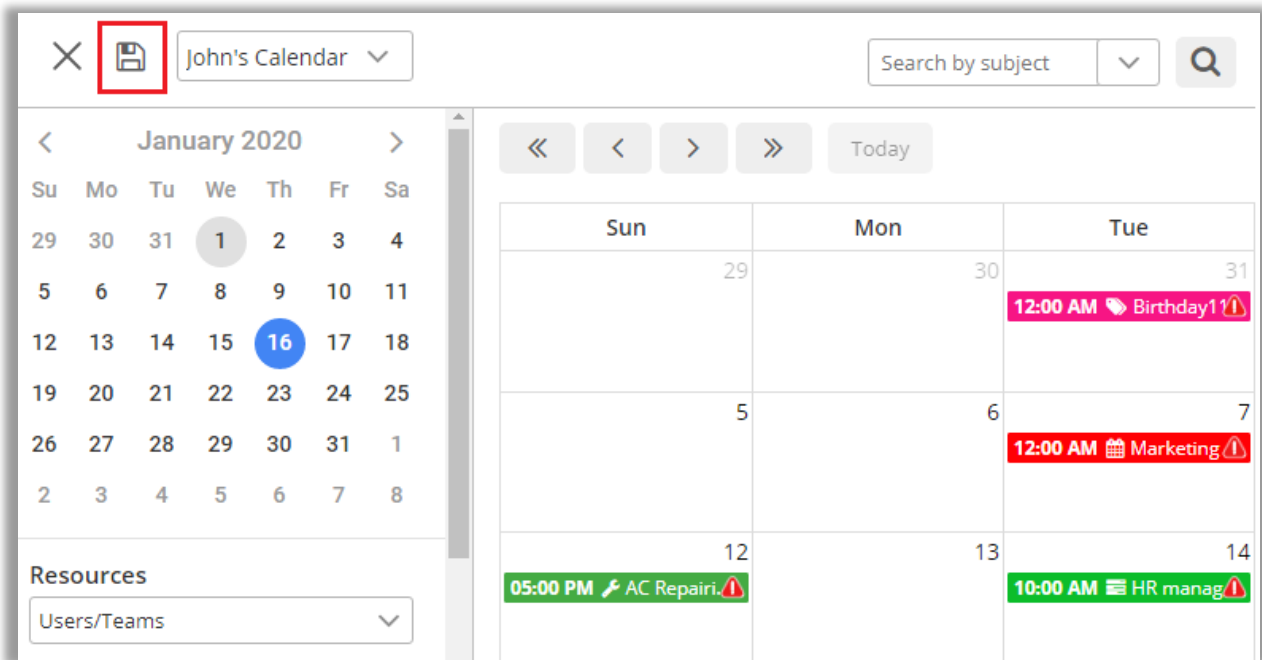 John's Calendar
Search by subject
January 2020
Su Mo Tu We Th Fr Sa
29 30 31 1 2 3 4
5 6 7 8 9 10 11
12 13 14 15 16 17 18
19 20 21 22 23 24 25
26 27 28 29 30 31 1
2 3 4 5 6 7 8
Resources
Users/Teams
Today
Sun Mon Tue
29 30 31
12:00 AM Birthday11
5 6 7
12:00 AM Marketing
12 13 14
05:00 PM AC Repairi. 10:00 AM HR manag